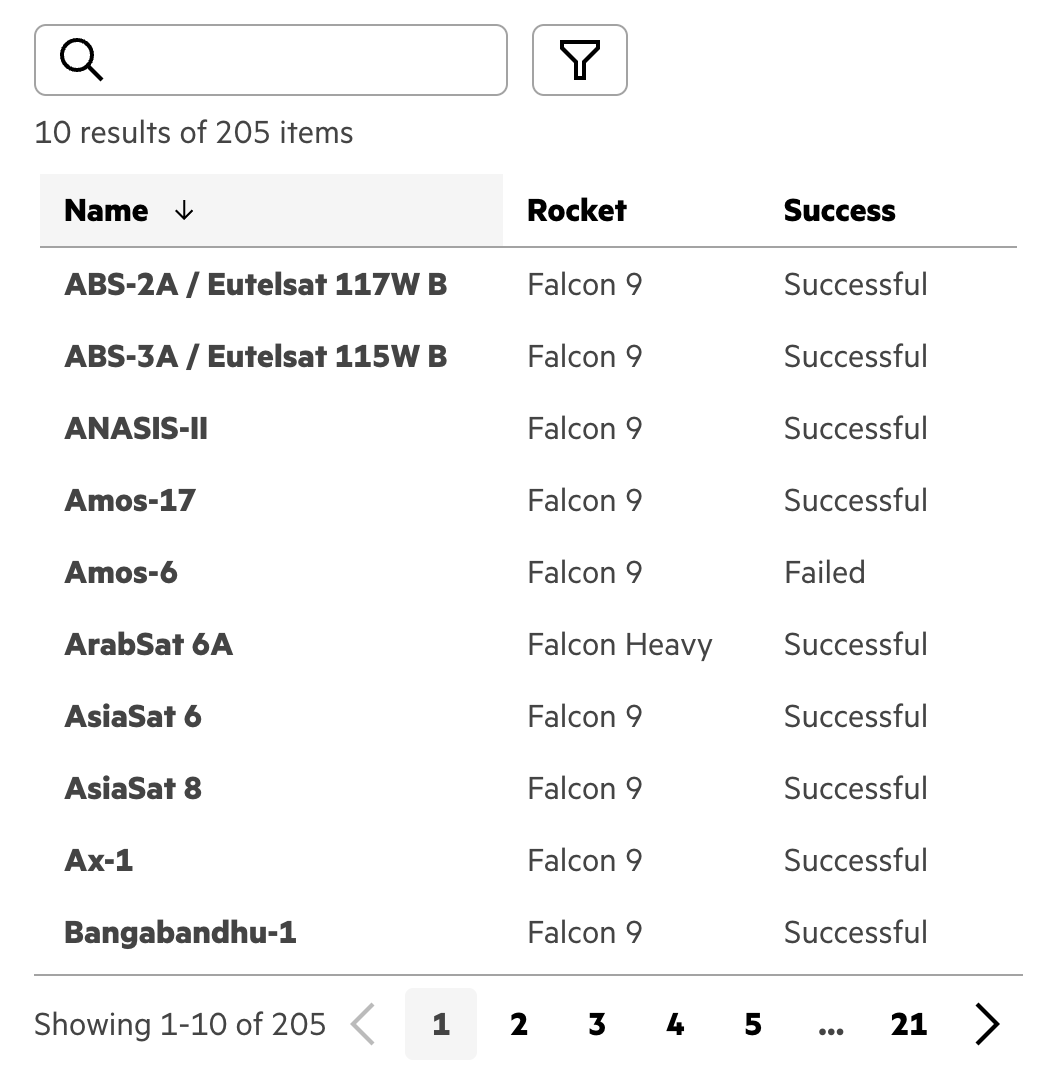 10 results of 205 items
Name ↓ Rocket Success
ABS-2A / Eutelsat 117W B Falcon 9 Successful
ABS-3A / Eutelsat 115W B Falcon 9 Successful
ANASIS-II Falcon 9 Successful
Amos-17 Falcon 9 Successful
Amos-6 Falcon 9 Failed
ArabSat 6A Falcon Heavy Successful
AsiaSat 6 Falcon 9 Successful
AsiaSat 8 Falcon 9 Successful
Ax-1 Falcon 9 Successful
Bangabandhu-1 Falcon 9 Successful
Showing 1-10 of 205 1 2 3 4 5 ... 21